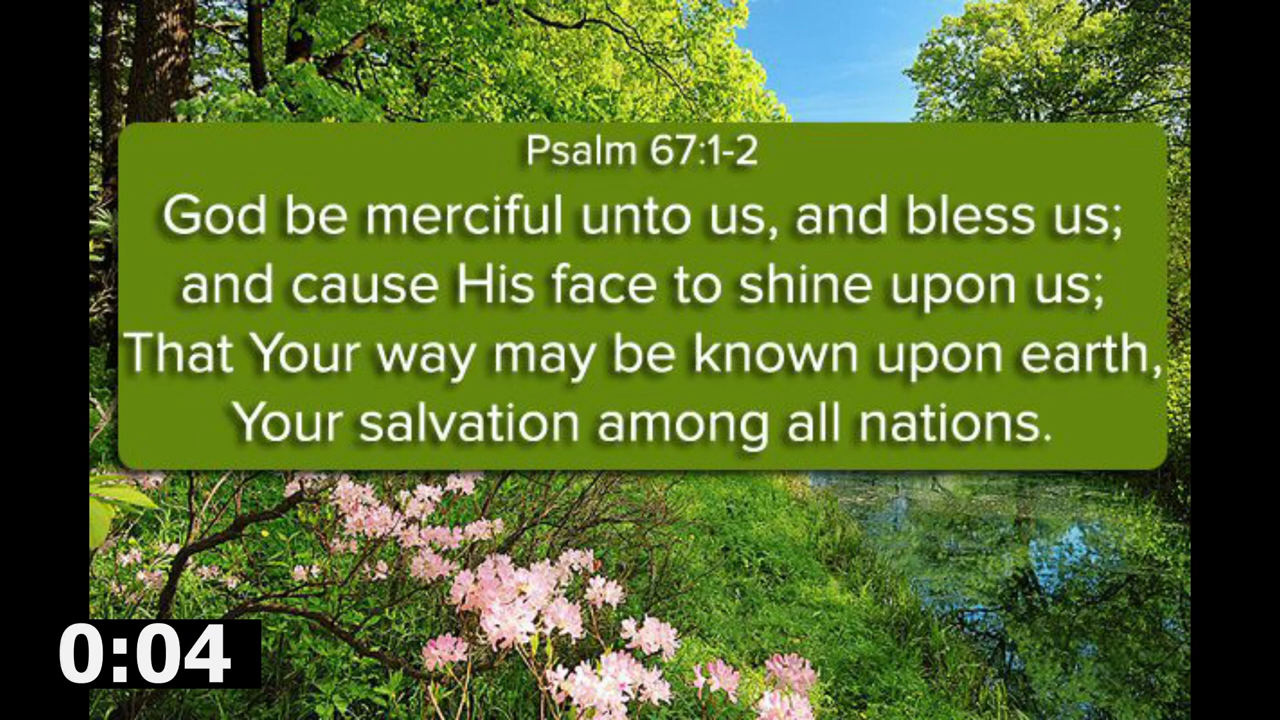 Psalm 67:1-2
God be merciful unto us, and bless us;
and cause His face to shine upon us;
That Your way may be known upon earth,
Your salvation among all nations.
0:04